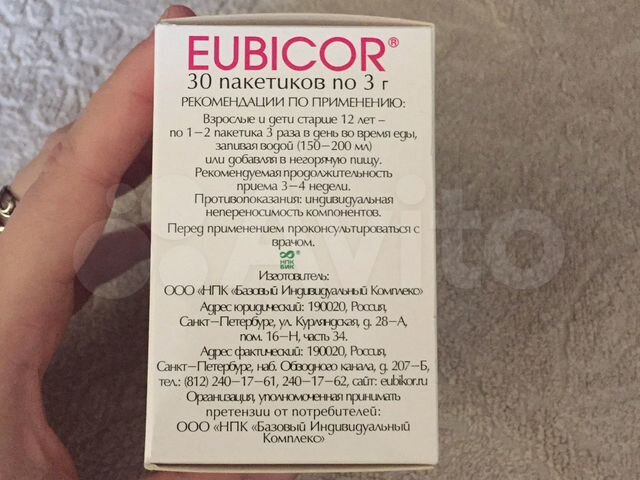 EUBICOR®
30 пакетиков по 3 г
РЕКОМЕНДАЦИИ ПО ПРИМЕНЕНИЮ:
Взрослые и дети старше 12 лет –
по 1–2 пакетика 3 раза в день во время еды,
запивая водой (150–200 мл)
или добавляя в негорячую пищу.
Рекомендуемая продолжительность
приема 3–4 недели.
Противопоказания: индивидуальная
непереносимость компонентов.
Перед применением проконсультироваться с
врачом.
НПК
БИК
Изготовитель:
ООО «НПК «Базовый Индивидуальный Комплекс»
Адрес юридический: 190020, Россия,
Санкт–Петербург, ул. Курляндская, д. 28–А,
пом. 16–Н, часть 34.
Адрес фактический: 190020, Россия,
Санкт–Петербург, наб. Обводного канала, д. 207–Б,
тел.: (812) 240–17–61, 240–17–62, сайт: eubikor.ru
Организация, уполномоченная принимать
претензии от потребителей:
ООО «НПК «Базовый Индивидуальный
Комплекс»
Avito